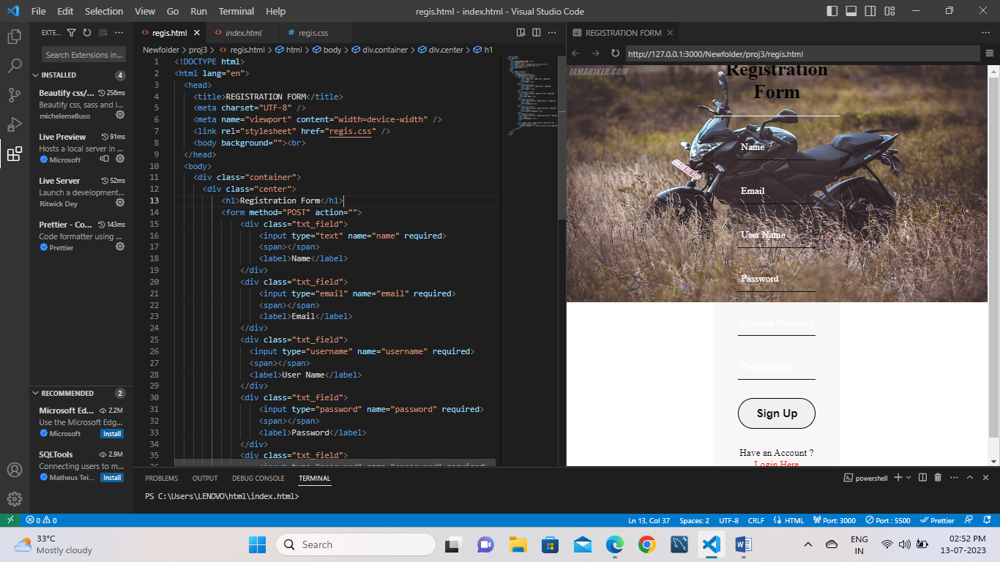 File Edit Selection View Go Run Terminal Help
regis.html - index.html - Visual Studio Code
EXTE...
Search Extensions in...
INSTALLED 4
Beautify css/... 256ms
Beautify css, sass and l...
michelemelluso
Live Preview 91ms
Hosts a local server in ...
Microsoft
Live Server 52ms
Launch a development...
Ritwick Dey
Prettier - Co... 143ms
Code formatter using ...
Prettier
RECOMMENDED 2
Microsoft Ed... 2.2M
Use the Microsoft Edg...
Microsoft Install
SQLTools 2.9M
Connecting users to m...
Matheus Tei... Install
regis.html index.html regis.css
Newfolder > proj3 > regis.html > html > body > div.container > div.center > h1
1 <!DOCTYPE html>
2 <html lang="en">
3 <head>
4 <title>REGISTRATION FORM</title>
5 <meta charset="UTF-8" />
6 <meta name="viewport" content="width=device-width" />
7 <link rel="stylesheet" href="regis.css" />
8 <body background=""><br>
9 </head>
10 <body>
11 <div class="container">
12 <div class="center">
13 <h1>Registration Form</h1>
14 <form method="POST" action="">
15 <div class="txt_field">
16 <input type="text" name="name" required>
17 <span></span>
18 <label>Name</label>
19 </div>
20 <div class="txt_field">
21 <input type="email" name="email" required>
22 <span></span>
23 <label>Email</label>
24 </div>
25 <div class="txt_field">
26 <input type="username" name="username" required>
27 <span></span>
28 <label>User Name</label>
29 </div>
30 <div class="txt_field">
31 <input type="password" name="password" required>
32 <span></span>
33 <label>Password</label>
34 </div>
35 <div class="txt_field">
REGISTRATION FORM
http://127.0.0.1:3000/Newfolder/proj3/regis.html
IAMABIKER.COM
Registration
Form
Name
Email
User Name
Password
Confirm Password
Phonenumber
Sign Up
Have an Account ?
Login Here
PROBLEMS OUTPUT DEBUG CONSOLE TERMINAL
powershell
PS C:\Users\LENOVO\html\index.html>
0 0
Ln 13, Col 37 Spaces: 2 UTF-8 CRLF HTML Port: 3000 Port : 5500 Prettier
33°C
Mostly cloudy
Search
ENG
IN
02:52 PM
13-07-2023